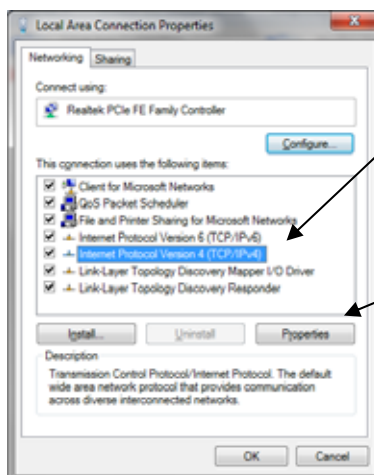 Local Area Connection Properties
Networking
Sharing
Connect using:
Realtek PCIe FE Family Controller
Configure...
This connection uses the following items:
Client for Microsoft Networks
QoS Packet Scheduler
File and Printer Sharing for Microsoft Networks
Internet Protocol Version 6 (TCP/IPv6)
Internet Protocol Version 4 (TCP/IPv4)
Link-Layer Topology Discovery Mapper I/O Driver
Link-Layer Topology Discovery Responder
Install...
Uninstall
Properties
Description
Transmission Control Protocol/Internet Protocol. The default
wide area network protocol that provides communication
across diverse interconnected networks.
OK
Cancel